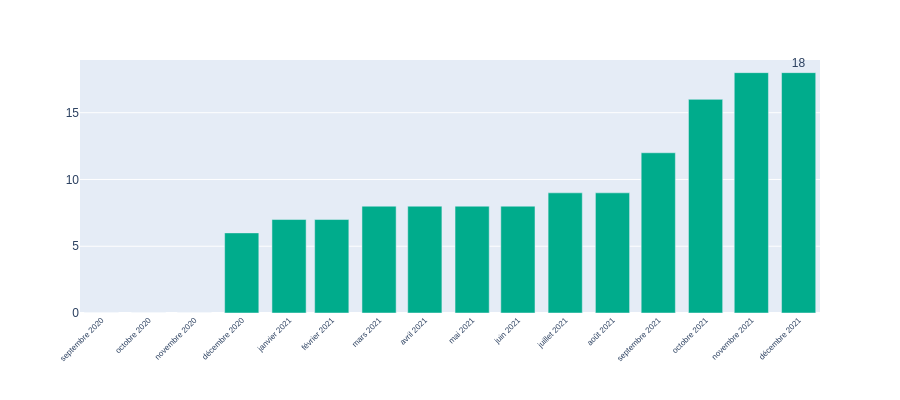 18
15
10
5
0
septembre 2020
octobre 2020
novembre 2020
décembre 2020
janvier 2021
février 2021
mars 2021
avril 2021
mai 2021
juin 2021
juillet 2021
août 2021
septembre 2021
octobre 2021
novembre 2021
décembre 2021